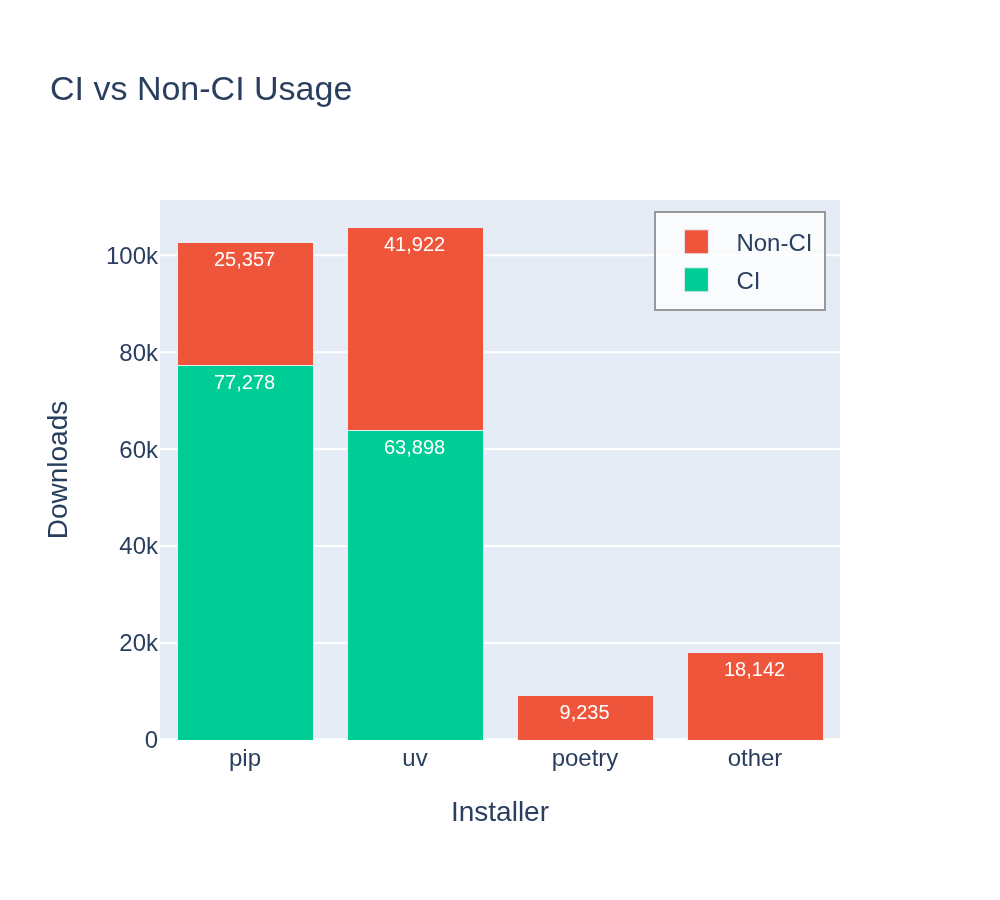 CI vs Non-CI Usage
Non-CI
CI
100k
80k
60k
40k
20k
0
Downloads
25,357
77,278
41,922
63,898
9,235
18,142
pip
uv
poetry
other
Installer